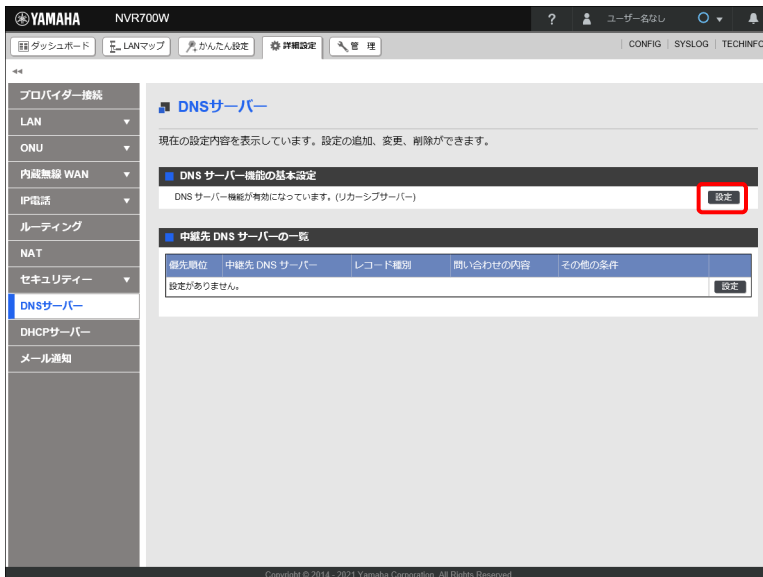 YAMAHA NVR700W ? ユーザー名なし
ダッシュボード LANマップ かんたん設定 詳細設定 管 理 CONFIG SYSLOG TECHINFO
プロバイダー接続
LAN
ONU
内蔵無線 WAN
IP電話
ルーティング
NAT
セキュリティー
DNSサーバー
DHCPサーバー
メール通知
DNSサーバー
現在の設定内容を表示しています。設定の追加、変更、削除ができます。
DNS サーバー機能の基本設定
DNS サーバー機能が有効になっています。(リカーシブサーバー) 設定
中継先 DNS サーバーの一覧
優先順位 中継先 DNS サーバー レコード種別 問い合わせの内容 その他の条件
設定がありません。 設定
Copyright © 2014 - 2021 Yamaha Corporation. All Rights Reserved.